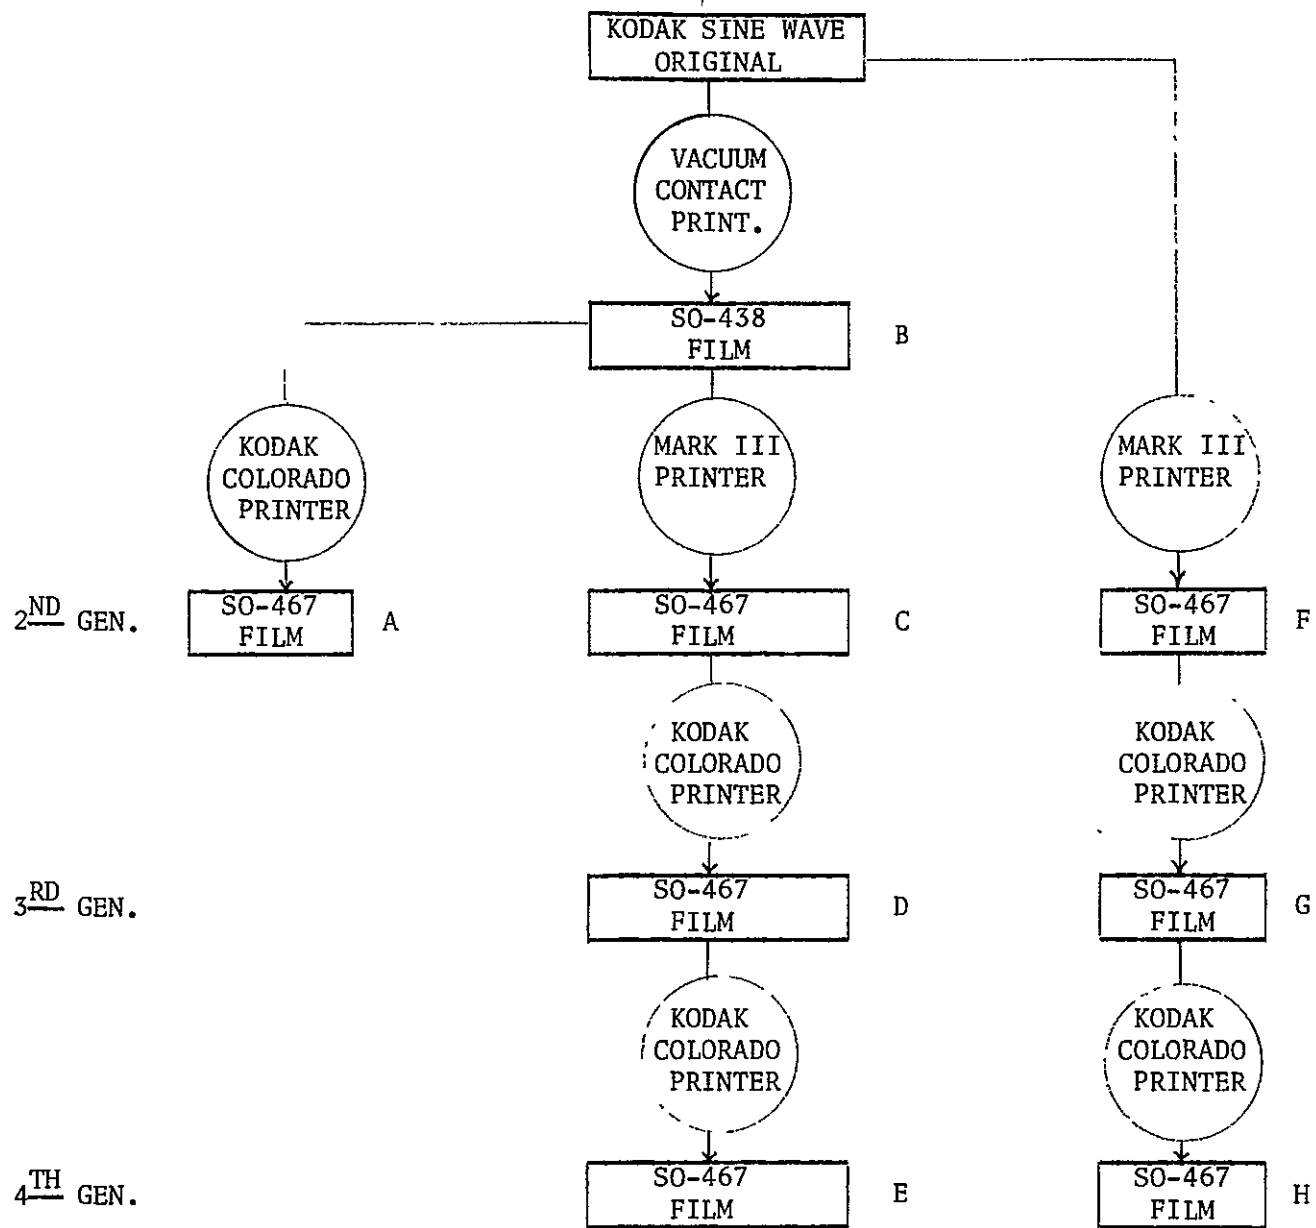 KODAK SINE WAVE
ORIGINAL
VACUUM
CONTACT
PRINT.
SO-438
FILM
B
KODAK
COLORADO
PRINTER
MARK III
PRINTER
MARK III
PRINTER
2ND GEN.
SO-467
FILM
A
SO-467
FILM
C
SO-467
FILM
F
KODAK
COLORADO
PRINTER
KODAK
COLORADO
PRINTER
3RD GEN.
SO-467
FILM
D
SO-467
FILM
G
KODAK
COLORADO
PRINTER
KODAK
COLORADO
PRINTER
4TH GEN.
SO-467
FILM
E
SO-467
FILM
H